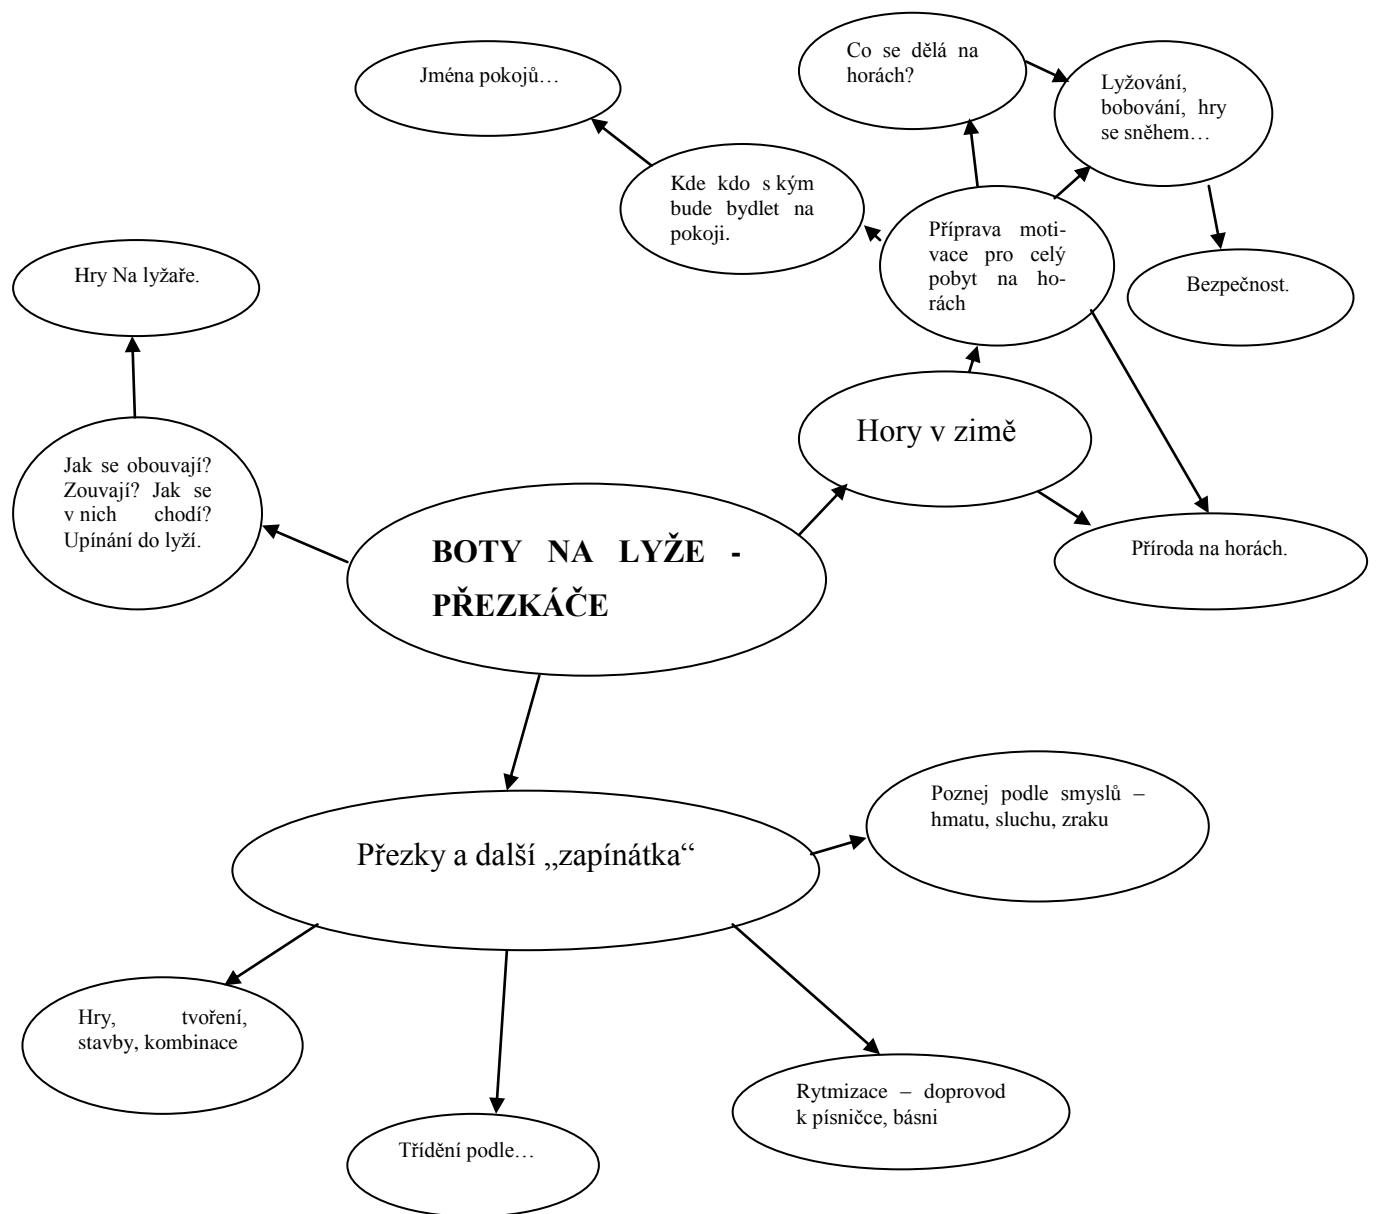 Co se dělá na
horách?
Jména pokojů…
Lyžování,
bobování, hry
se sněhem…
Kde kdo s kým
bude bydlet na
pokoji.
Příprava moti-
vace pro celý
pobyt na ho-
rách
Hry Na lyžaře.
Bezpečnost.
Hory v zimě
Jak se obouvají?
Zouvají? Jak se
v nich chodí?
Upínání do lyží.
BOTY NA LYŽE -
PŘEZKÁČE
Příroda na horách.
Poznej podle smyslů –
hmatu, sluchu, zraku
Přezky a další „zapínátka“
Hry, tvoření,
stavby, kombinace
Rytmizace – doprovod
k písničce, básni
Třídění podle…